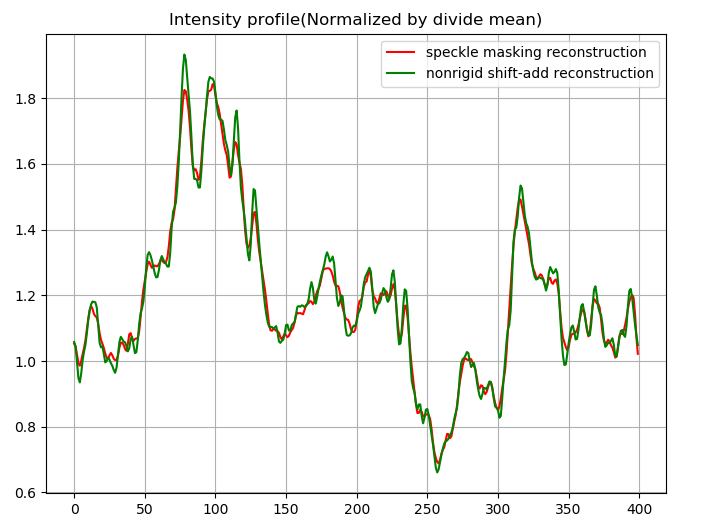 Intensity profile(Normalized by divide mean)
speckle masking reconstruction
nonrigid shift-add reconstruction
1.8
1.6
1.4
1.2
1.0
0.8
0.6
0 50 100 150 200 250 300 350 400